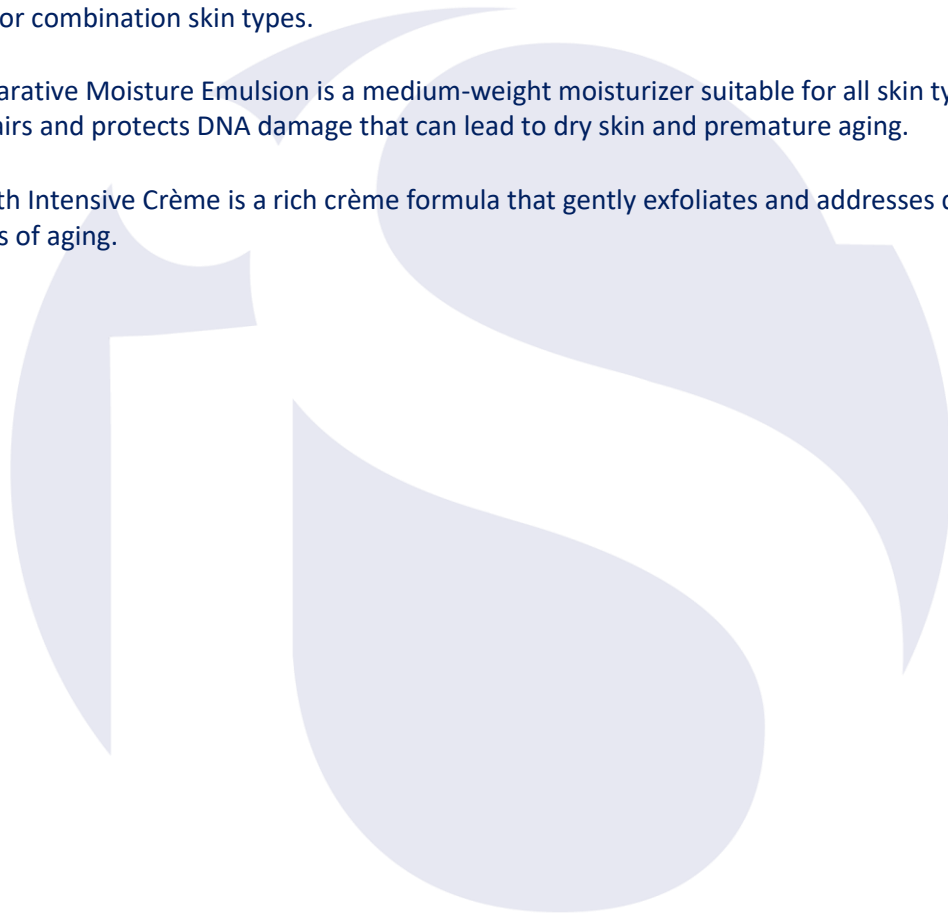 or combination skin types.
arative Moisture Emulsion is a medium-weight moisturizer suitable for all skin ty
airs and protects DNA damage that can lead to dry skin and premature aging.
th Intensive Crème is a rich crème formula that gently exfoliates and addresses
s of aging.
iS